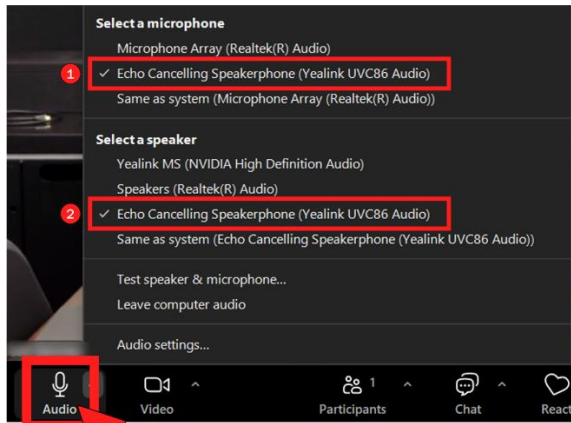 Select a microphone
Microphone Array (Realtek(R) Audio)
1 ✓ Echo Cancelling Speakerphone (Yealink UVC86 Audio)
Same as system (Microphone Array (Realtek(R) Audio))
Select a speaker
Yealink MS (NVIDIA High Definition Audio)
Speakers (Realtek(R) Audio)
2 ✓ Echo Cancelling Speakerphone (Yealink UVC86 Audio)
Same as system (Echo Cancelling Speakerphone (Yealink UVC86 Audio))
Test speaker & microphone...
Leave computer audio
Audio settings...
1
Audio Video Participants Chat React